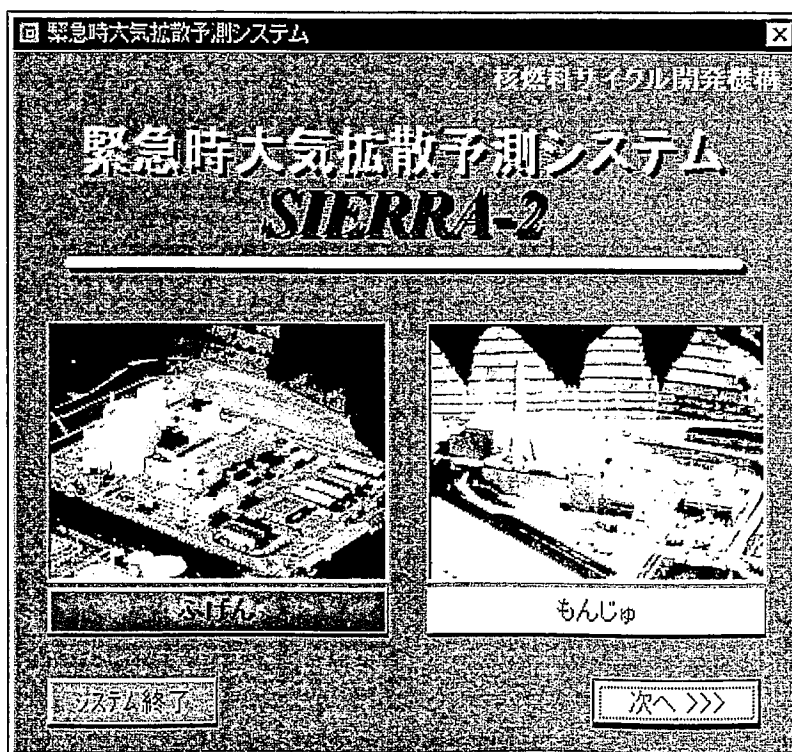 緊急時大気拡散予測システム
核燃料サイクル開発機構
緊急時大気拡散予測システム
SIERRA-2
ふげん
もんじゅ
システム終了
次へ >>>